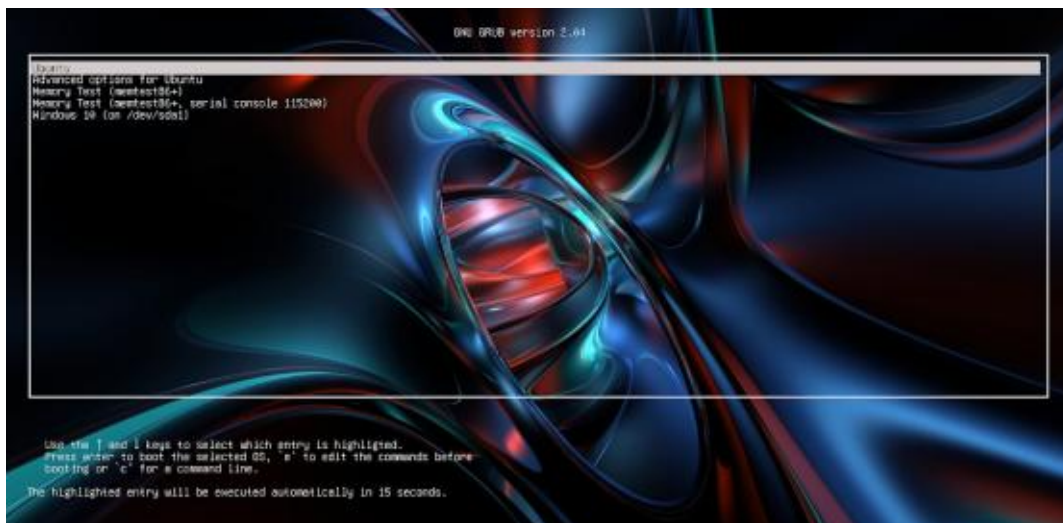 GNU GRUB version 2.04
Ubuntu
Advanced options for Ubuntu
Memory Test (memtest86+)
Memory Test (memtest86+, serial console 115200)
Windows 10 (on /dev/sda1)
Use the ↑ and ↓ keys to select which entry is highlighted.
Press enter to boot the selected OS, `e' to edit the commands before
booting or `c' for a command line.
The highlighted entry will be executed automatically in 15 seconds.